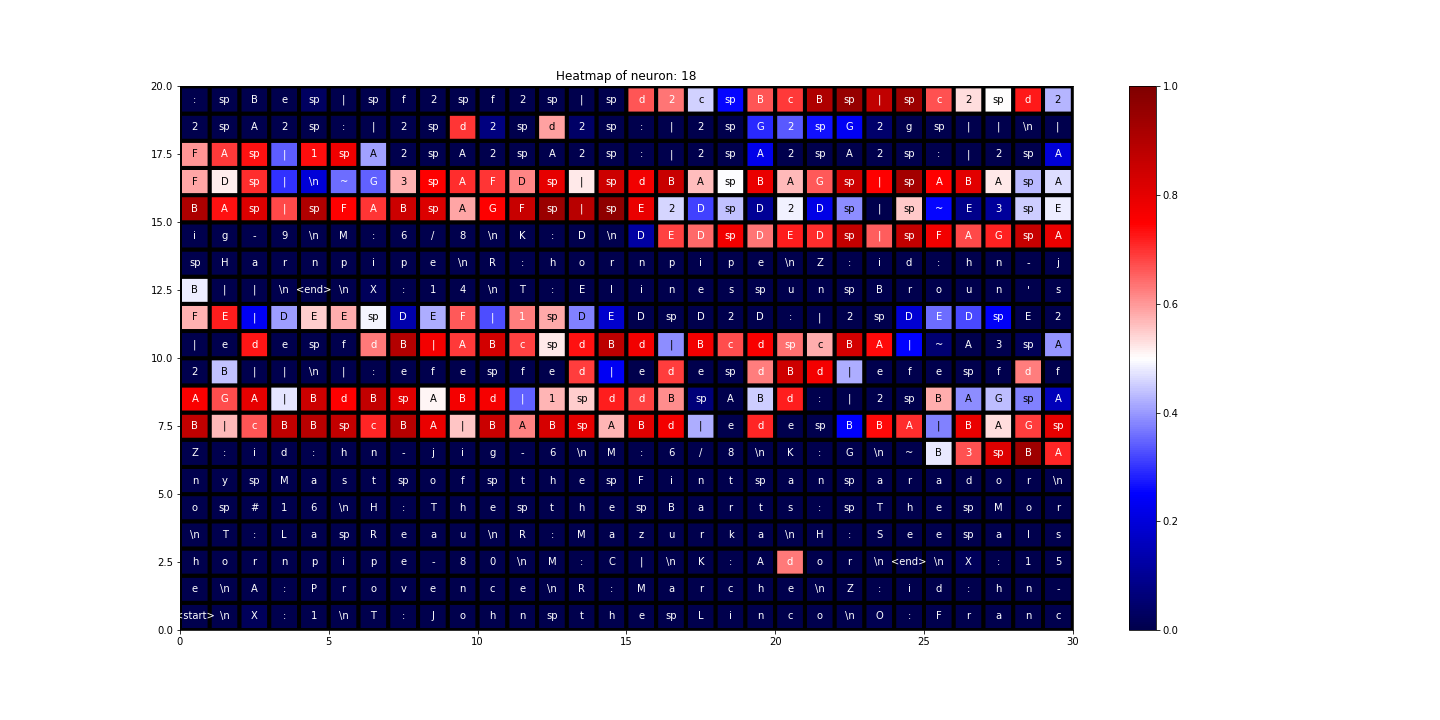 Heatmap of neuron: 18
20.0 : sp B e sp | sp f 2 sp f 2 sp | sp d 2 c sp B c B sp | sp c 2 sp d 2 1.0
2 sp A 2 sp : | 2 sp d 2 sp d 2 sp : | 2 sp G 2 sp G 2 g sp | | \n |
17.5 F A sp | 1 sp A 2 sp A 2 sp A 2 sp : | 2 sp A 2 sp A 2 sp : | 2 sp A
F D sp | \n ~ G 3 sp A F D sp | sp d B A sp B A G sp | sp A B A sp A 0.8
15.0 B A sp | sp F A B sp A G F sp | sp E 2 D sp D 2 D sp | sp ~ E 3 sp E
i g - 9 \n M : 6 / 8 \n K : D \n D E D sp D E D sp | sp F A G sp A
sp H a r n p i p e \n R : h o r n p i p e \n Z : i d : h n - j
12.5 B | | \n <end> \n X : 1 4 \n T : E l i n e s sp u n sp B r o u n ' s 0.6
F E | D E E sp D E F | 1 sp D E D sp D 2 D : | 2 sp D E D sp E 2
10.0 | e d e sp f d B | A B c sp d B d | B c d sp c B A | ~ A 3 sp A
2 B | | \n | : e f e sp f e d | e d e sp d B d | e f e sp f d f 0.4
A G A | B d B sp A B d | 1 sp d d B sp A B d : | 2 sp B A G sp A
7.5 B | c B B sp c B A | B A B sp A B d | e d e sp B B A | B A G sp
Z : i d : h n - j i g - 6 \n M : 6 / 8 \n K : G \n ~ B 3 sp B A
5.0 n y sp M a s t sp o f sp t h e sp F i n t sp a n sp a r a d o r \n
o sp # 1 6 \n H : T h e sp t h e sp B a r t s : sp T h e sp M o r 0.2
\n T : L a sp R e a u \n R : M a z u r k a \n H : S e e sp a l s
2.5 h o r n p i p e - 8 0 \n M : C | \n K : A d o r \n <end> \n X : 1 5
e \n A : P r o v e n c e \n R : M a r c h e \n Z : i d : h n -
<start> \n X : 1 \n T : J o h n sp t h e sp L i n c o \n O : F r a n c
0.0 0.0
0 5 10 15 20 25 30